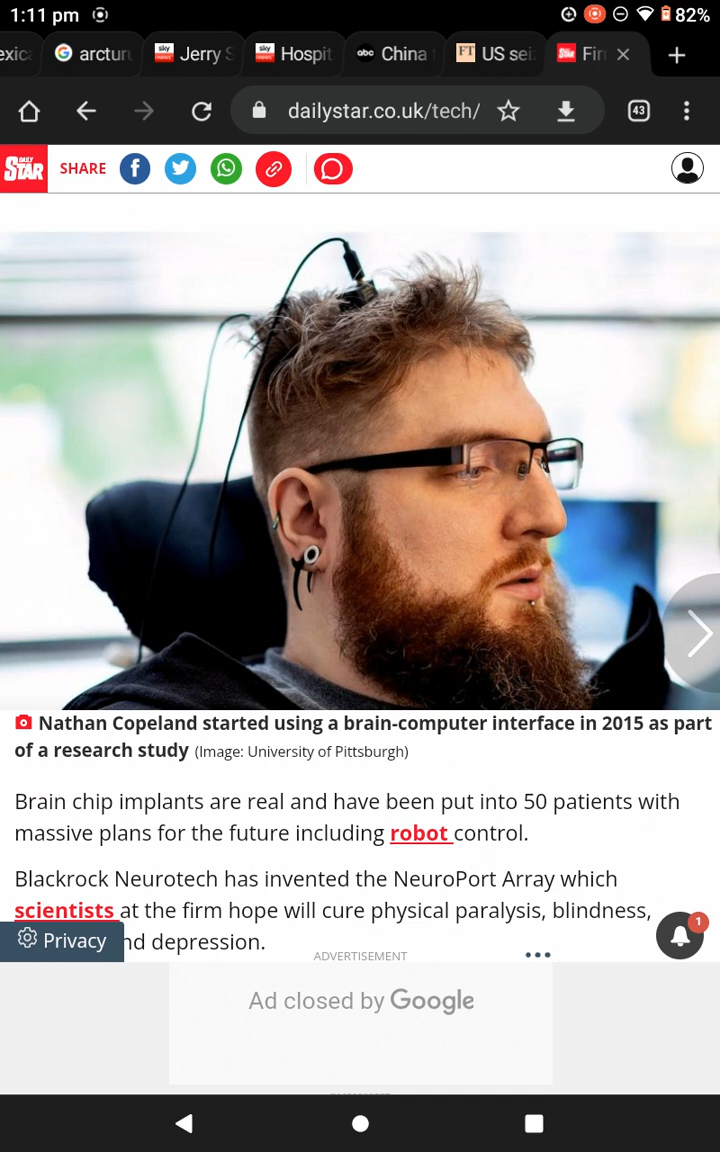 1:11 pm 82%
exica arcturu Jerry S Hospit China t US sei Fir
dailystar.co.uk/tech/ 43
DAILY STAR SHARE
Nathan Copeland started using a brain-computer interface in 2015 as part
of a research study (Image: University of Pittsburgh)
Brain chip implants are real and have been put into 50 patients with
massive plans for the future including robot control.
Blackrock Neurotech has invented the NeuroPort Array which
scientists at the firm hope will cure physical paralysis, blindness,
Privacy nd depression.
1
ADVERTISEMENT
Ad closed by Google